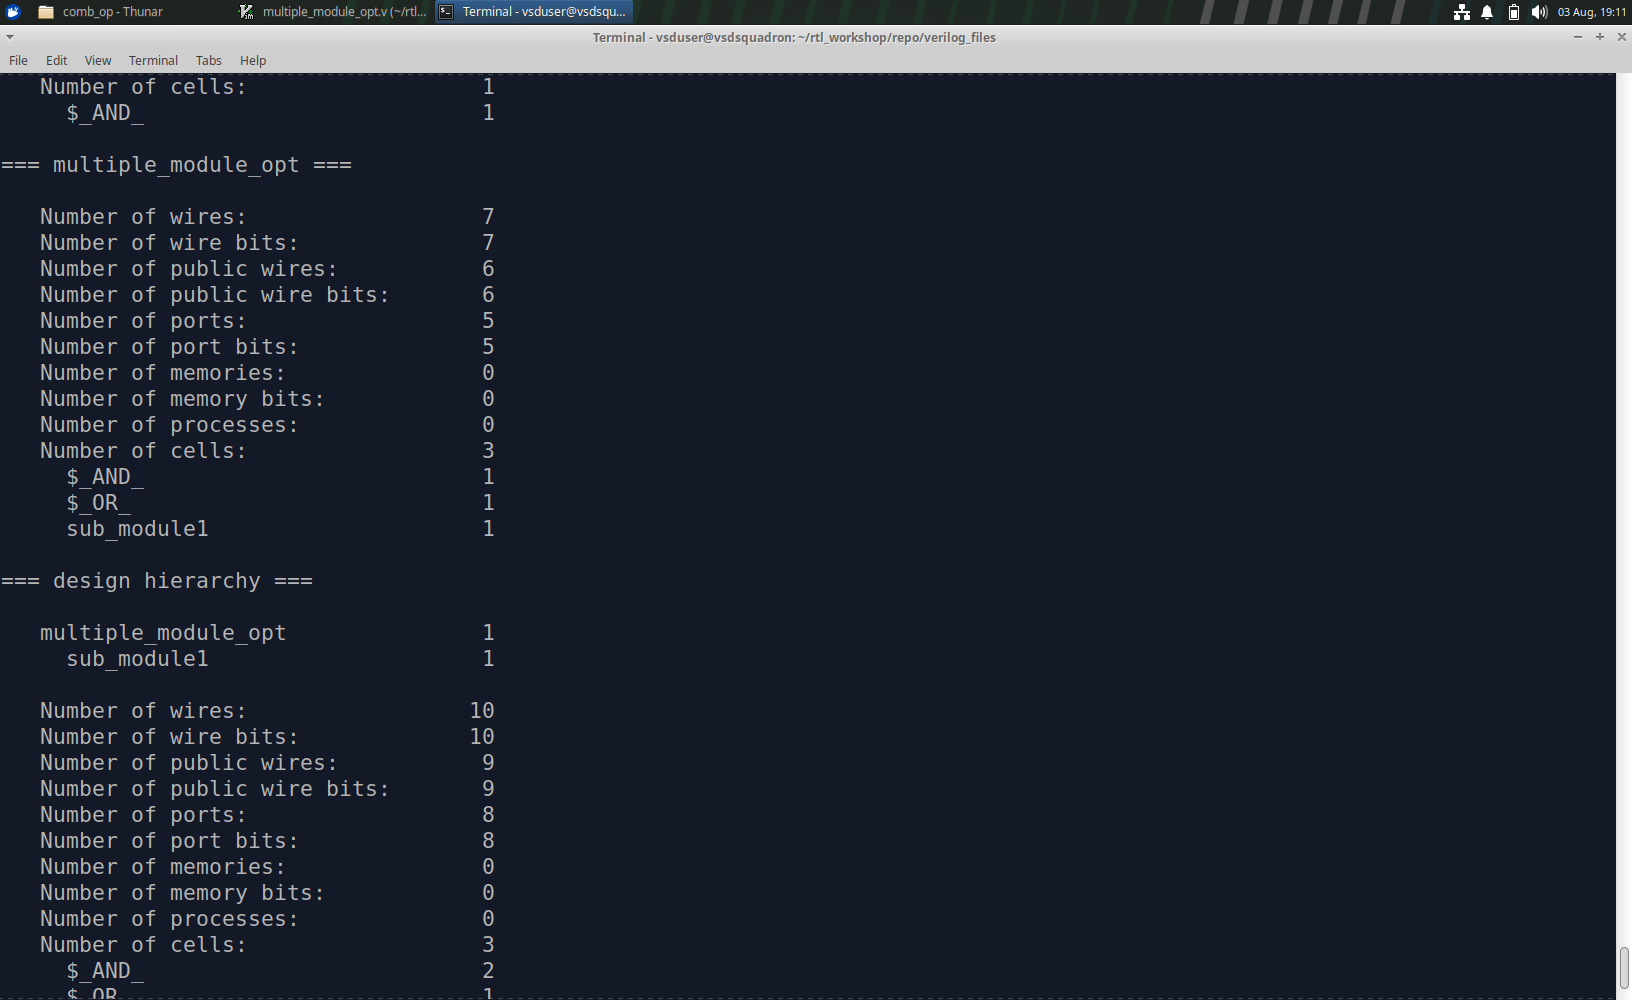 comb_op - Thunar
multiple_module_opt.v (~/rtl...
Terminal - vsduser@vsdsqu...
03 Aug, 19:11
Terminal - vsduser@vsdsquadron: ~/rtl_workshop/repo/verilog_files
File Edit View Terminal Tabs Help
Number of cells: 1
$_AND_ 1
=== multiple_module_opt ===
Number of wires: 7
Number of wire bits: 7
Number of public wires: 6
Number of public wire bits: 6
Number of ports: 5
Number of port bits: 5
Number of memories: 0
Number of memory bits: 0
Number of processes: 0
Number of cells: 3
$_AND_ 1
$_OR_ 1
sub_module1 1
=== design hierarchy ===
multiple_module_opt 1
sub_module1 1
Number of wires: 10
Number of wire bits: 10
Number of public wires: 9
Number of public wire bits: 9
Number of ports: 8
Number of port bits: 8
Number of memories: 0
Number of memory bits: 0
Number of processes: 0
Number of cells: 3
$_AND_ 2
$_OR_ 1